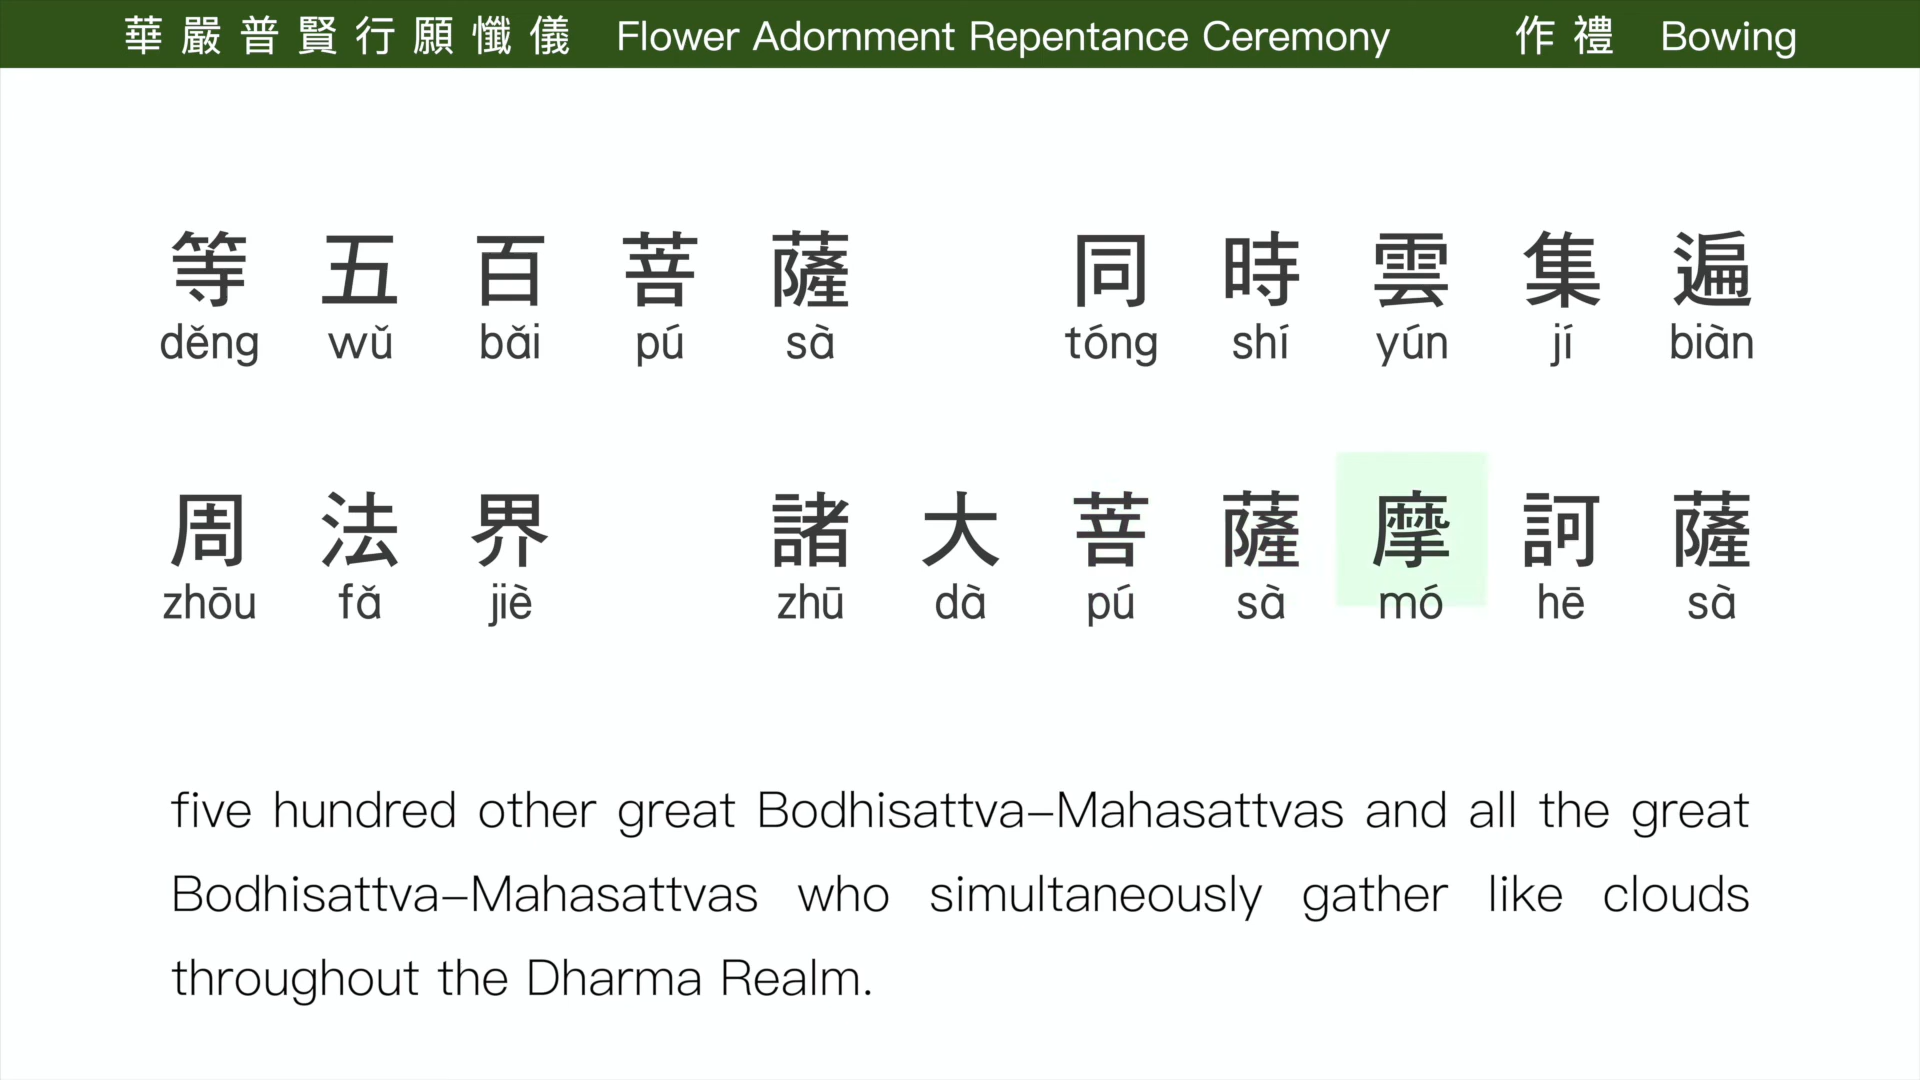 華嚴普賢行願懺儀 Flower Adornment Repentance Ceremony 作禮 Bowing
等五百菩薩 同時雲集遍
děng wǔ bǎi pú sà tóng shí yún jí biàn
周法界 諸大菩薩摩訶薩
zhōu fǎ jiè zhū dà pú sà mó hē sà
five hundred other great Bodhisattva-Mahasattvas and all the great
Bodhisattva-Mahasattvas who simultaneously gather like clouds
throughout the Dharma Realm.